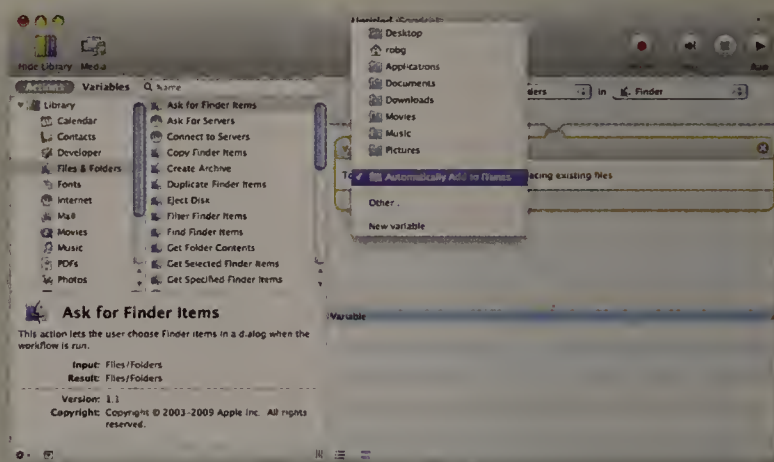 Hide Library Media
Actions Variables Name
Library
Calendar
Contacts
Developer
Files & Folders
Fonts
Internet
Mail
Movies
Music
PDFs
Photos
Ask for Finder Items
Ask For Servers
Connect to Servers
Copy Finder Items
Create Archive
Duplicate Finder Items
Eject Disk
Filter Finder Items
Find Finder Items
Get Folder Contents
Get Selected Finder Items
Get Specified Finder Items
Desktop
robg
Applications
Documents
Downloads
Movies
Music
Pictures
Automatically Add to iTunes
Other
New variable
in Finder
To
acing existing files
Variable
Ask for Finder Items
This action lets the user choose Finder items in a dialog when the
workflow is run.
Input: Files/Folders
Result: Files/Folders
Version: 1.1
Copyright: Copyright © 2003-2009 Apple Inc. All rights
reserved.